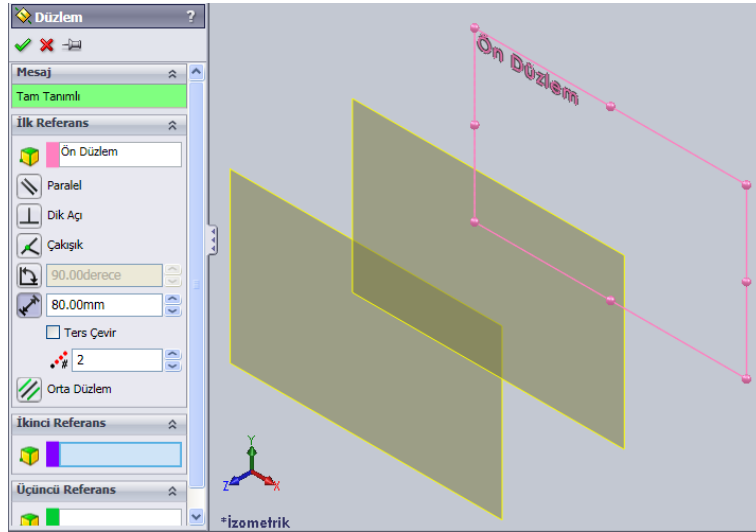 Düzlem ?
Mesaj
Tam Tanımlı
İlk Referans
Ön Düzlem
Paralel
Dik Açı
Çakışık
90.00derece
80.00mm
Ters Çevir
# 2
Orta Düzlem
İkinci Referans
Üçüncü Referans
Ön Düzlem
Y
Z
X
*İzometrik